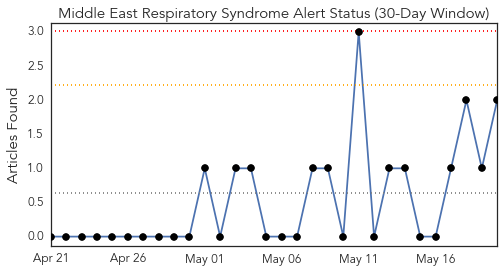 Middle East Respiratory Syndrome Alert Status (30-Day Window)
Articles Found
3.0
2.5
2.0
1.5
1.0
0.5
0.0
Apr 21 Apr 26 May 01 May 06 May 11 May 16